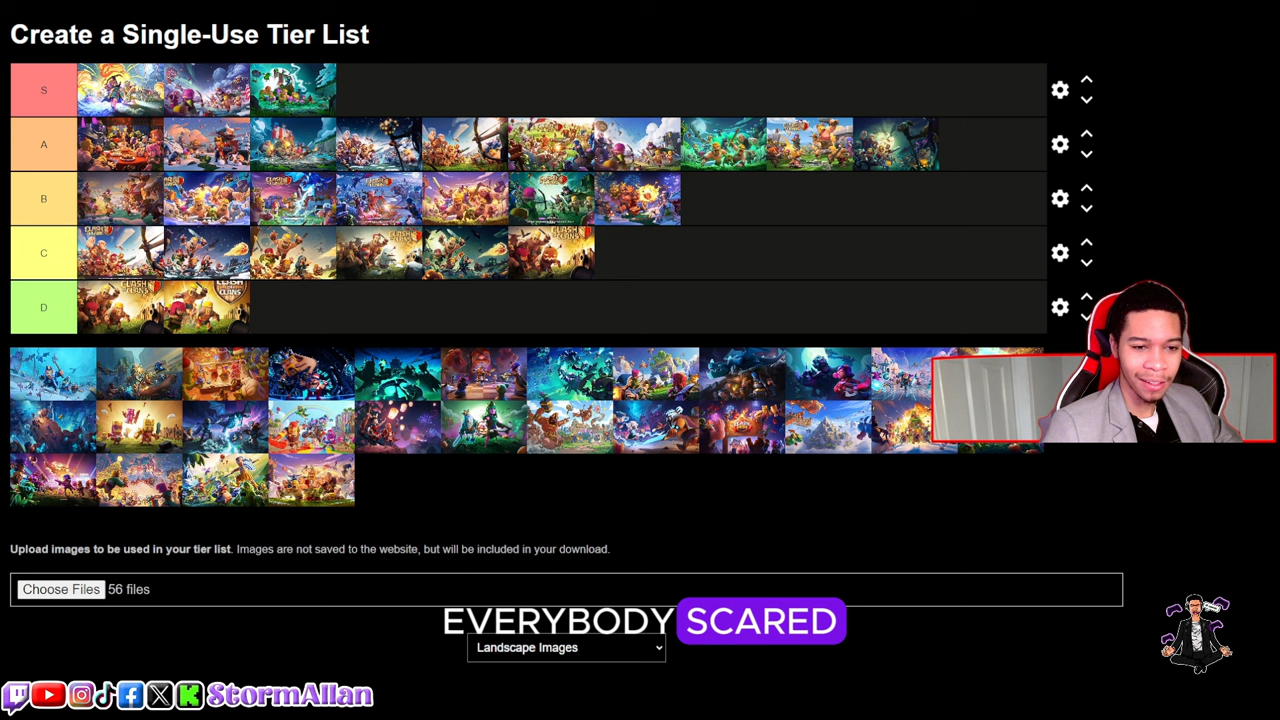 Create a Single-Use Tier List
S
A
B
C
D
Upload images to be used in your tier list. Images are not saved to the website, but will be included in your download.
Choose Files 56 files
EVERYBODY SCARED
Landscape Images
StormAllan